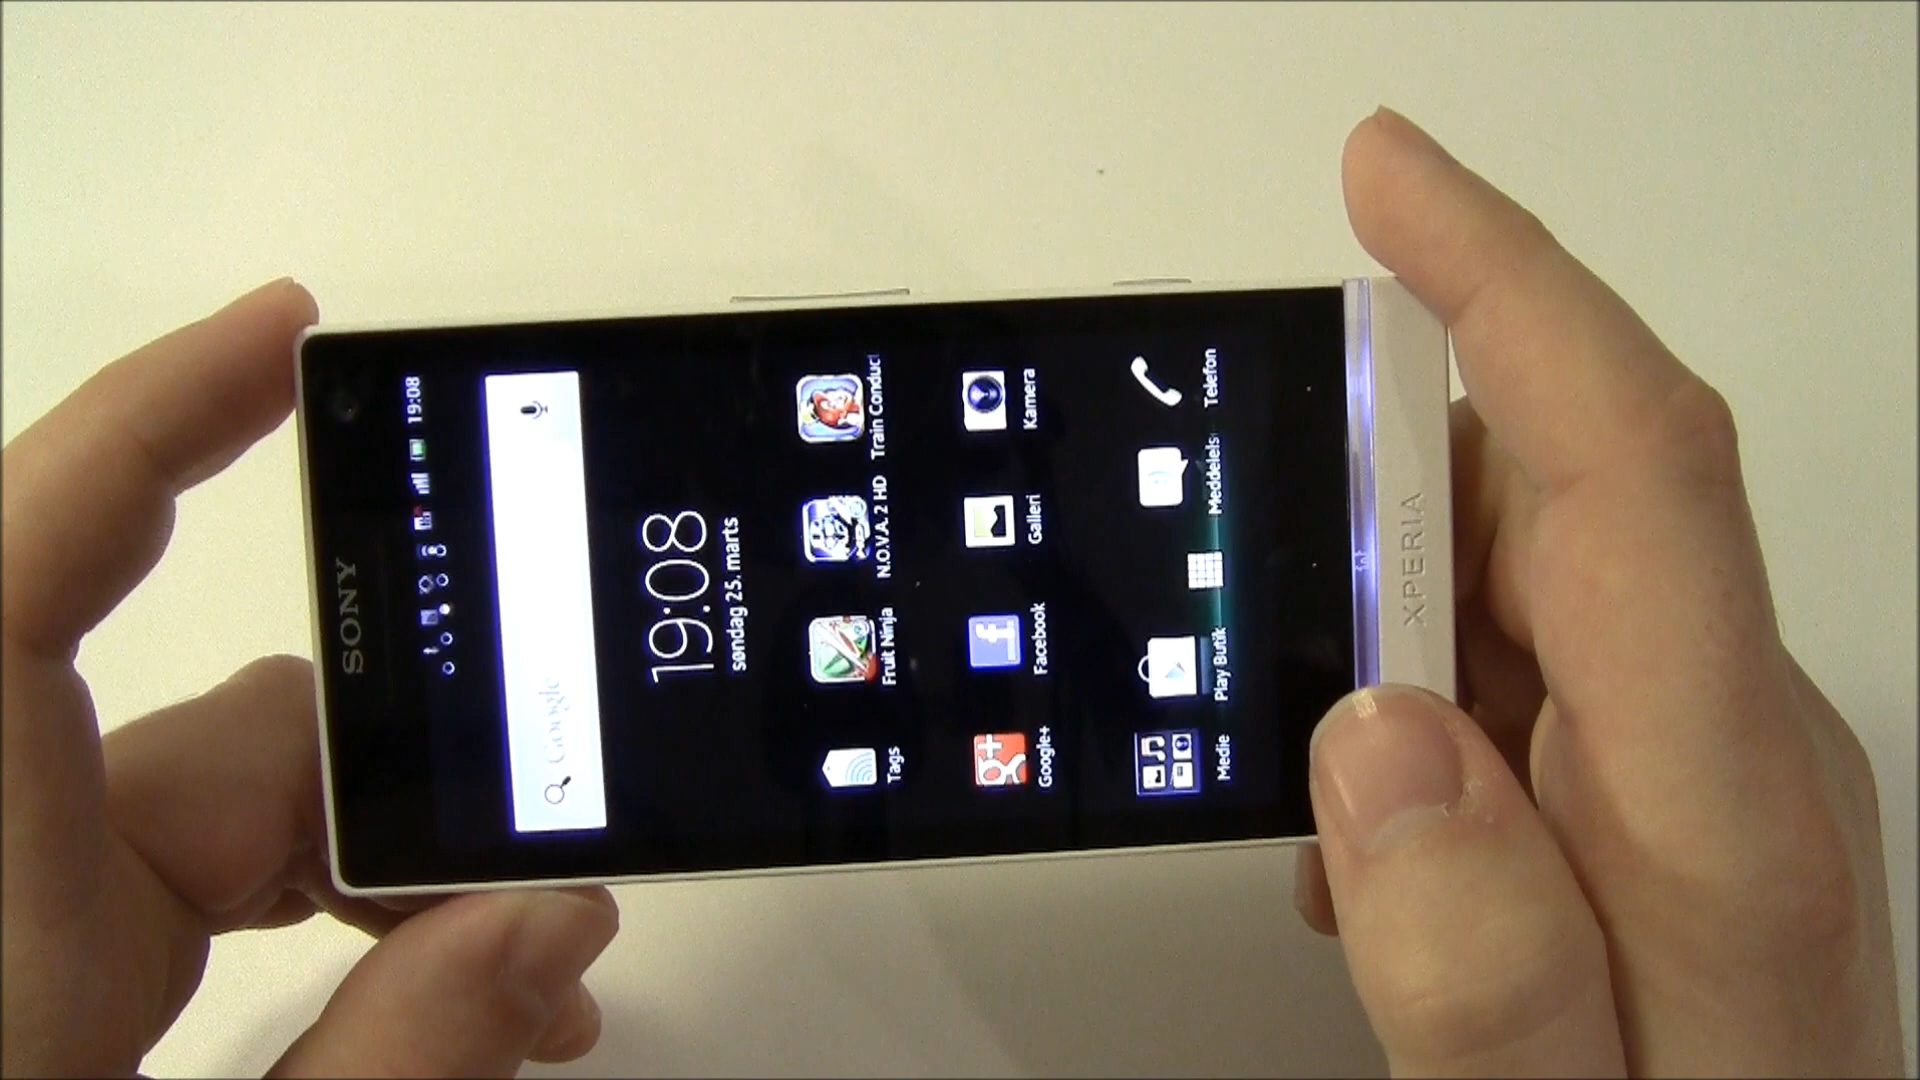 SONY
19:08
Google
19:08
søndag 25. marts
Tags
Fruit Ninja
N.O.V.A. 2 HD
Train Conduct
Google+
Facebook
Galleri
Kamera
Medie
Play Butik
Meddelels
Telefon
XPERIA